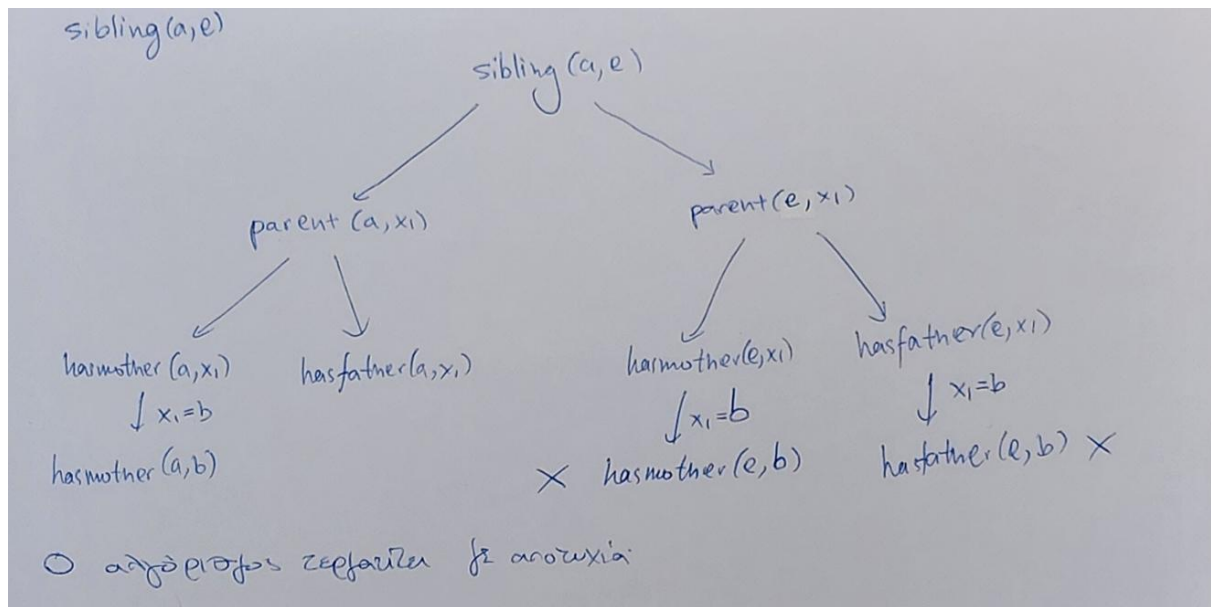 sibling(a,e)
sibling (a,e)
parent (a,x₁)
parent(e,x₁)
hasmother (a,x₁)
hasfather(a,x₁)
hasmother(e,x₁)
hasfather(e,x₁)
x₁=b
x₁=b
x₁=b
hasmother (a,b)
X hasmother (e,b)
hasfather (e,b) X
Ο αλγόριθμος τερματίζει με αποτυχία